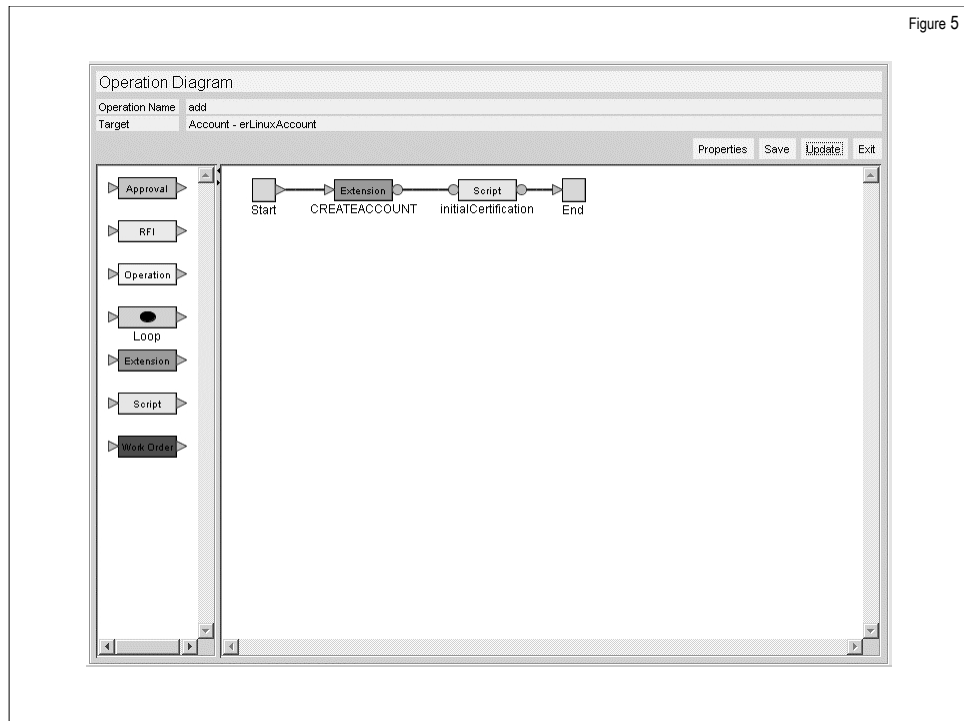 Figure 5
Operation Diagram
Operation Name add
Target Account - erLinuxAccount
Properties Save Update Exit
Approval
RFI
Operation
Loop
Extension
Script
Work Order
Extension Script
Start CREATEACCOUNT initialCertification End